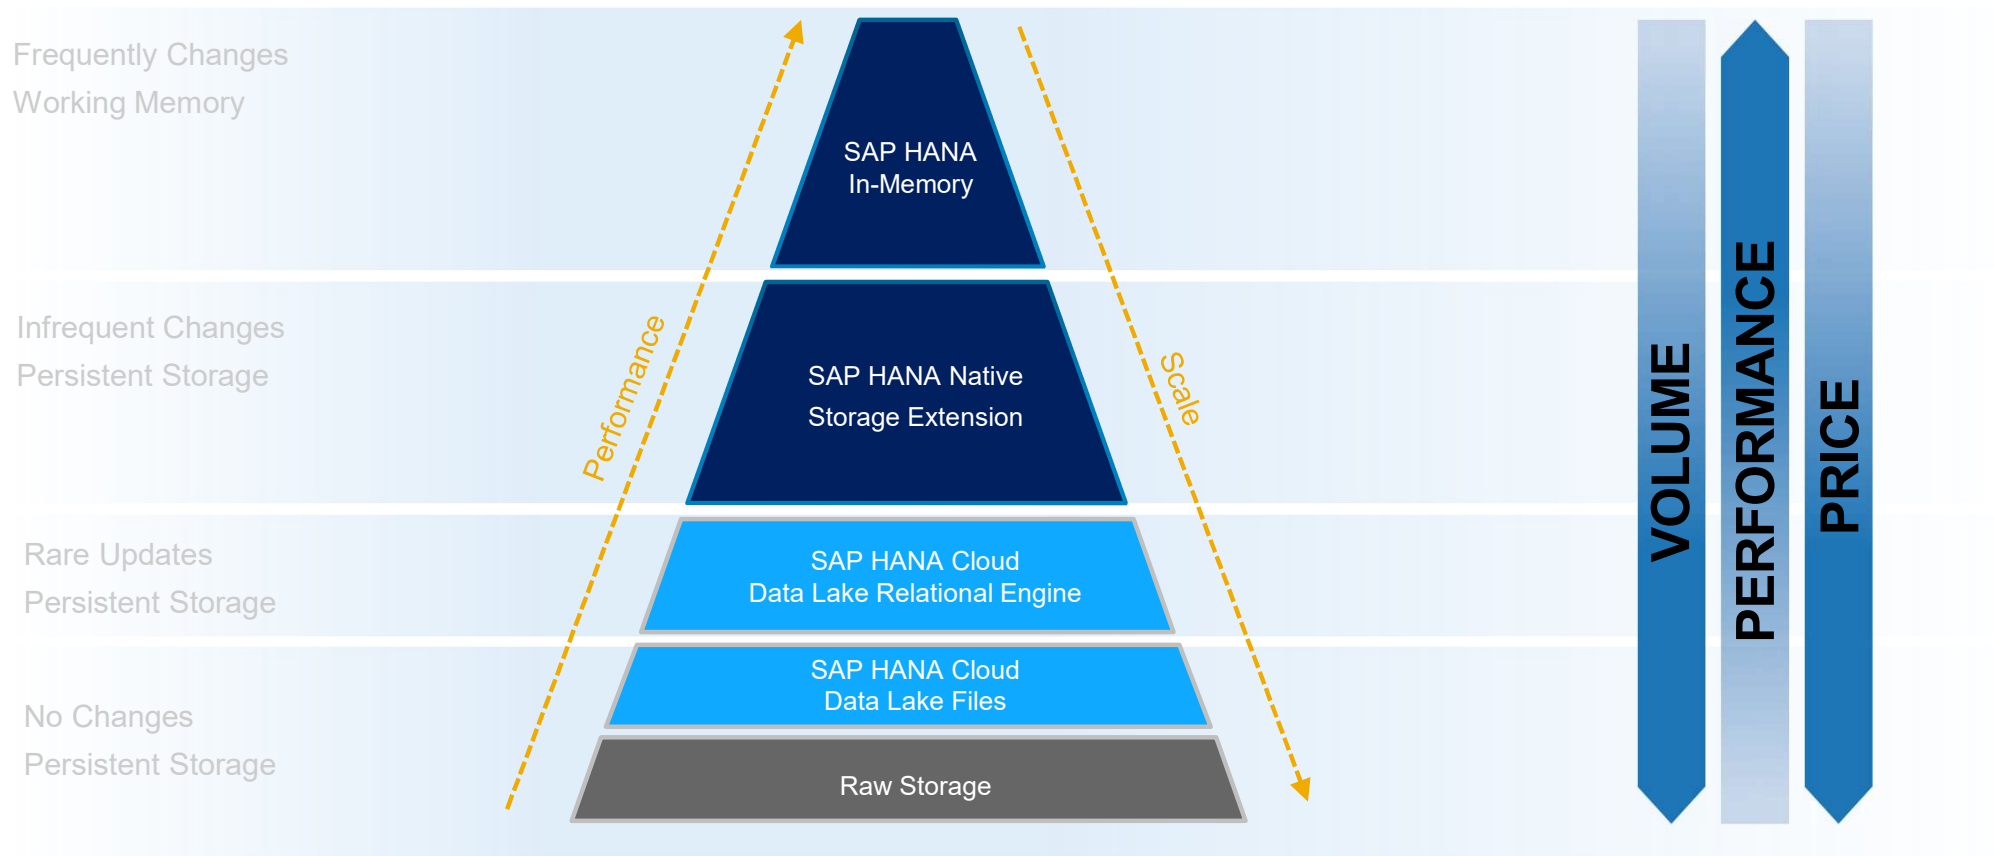 Frequently Changes
Working Memory
SAP HANA
In-Memory
Infrequent Changes
Persistent Storage
Performance
SAP HANA Native
Storage Extension
Scale
Rare Updates
Persistent Storage
SAP HANA Cloud
Data Lake Relational Engine
No Changes
Persistent Storage
SAP HANA Cloud
Data Lake Files
Raw Storage
VOLUME
PERFORMANCE
PRICE